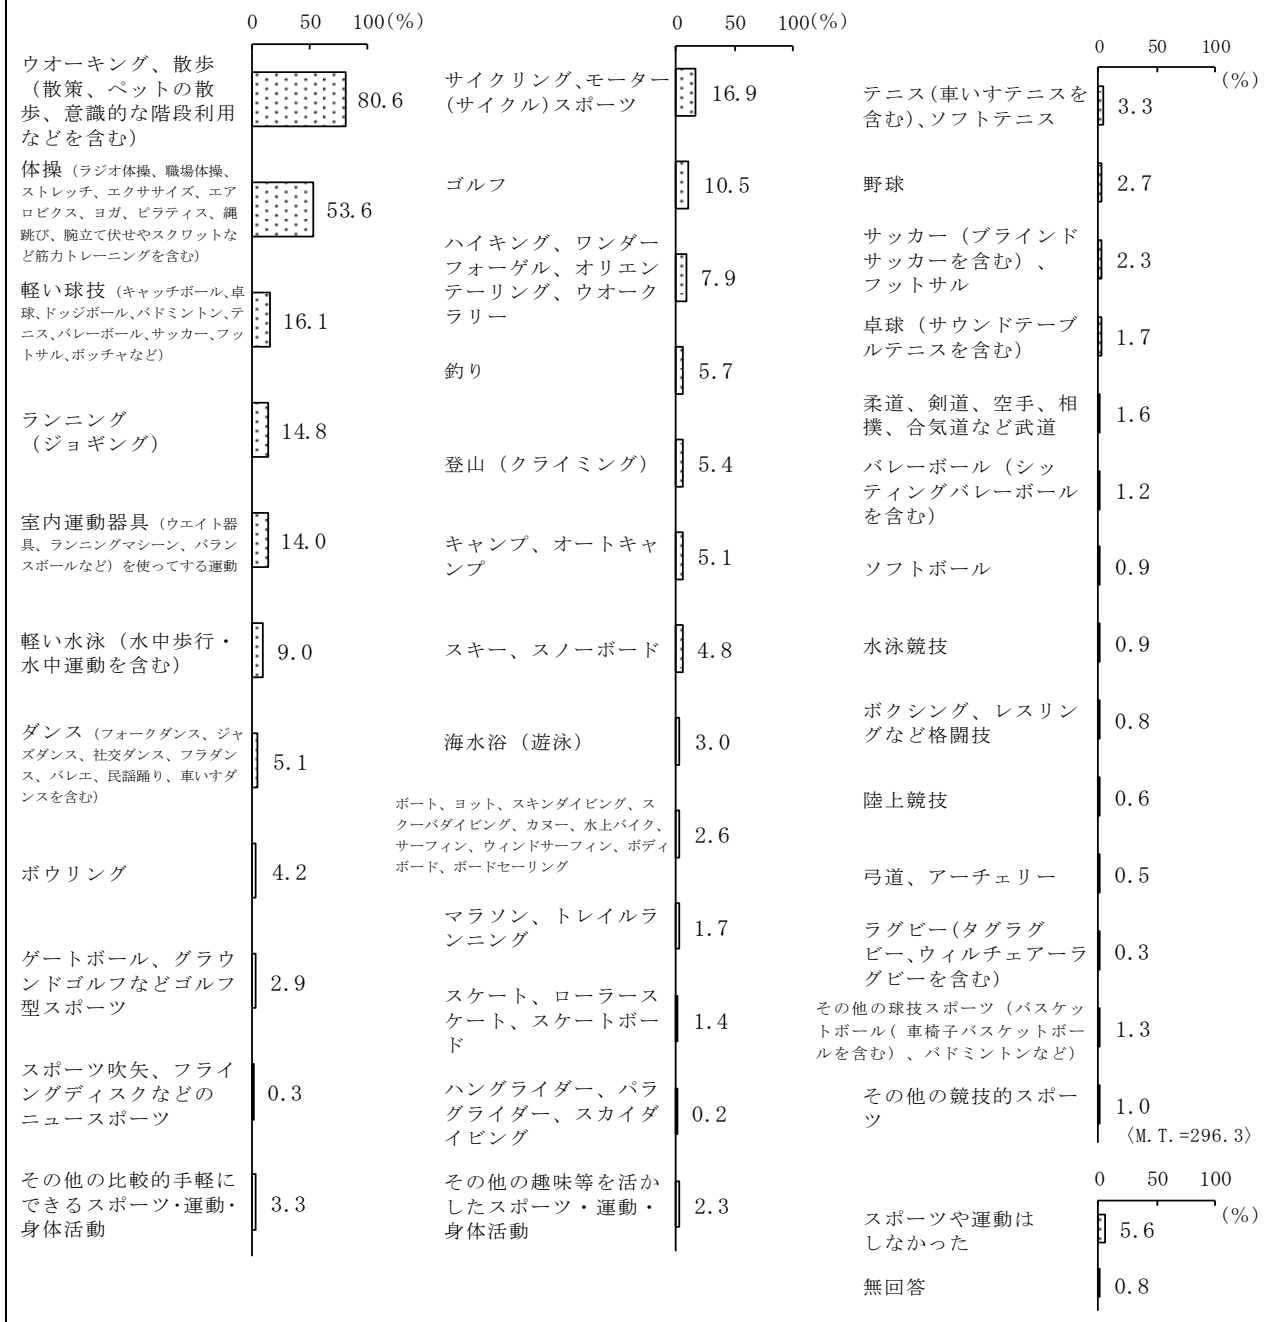 0 50 100(%)
ウオーキング、散歩
（散策、ペットの散
歩、意識的な階段利用
などを含む）
80.6
体操（ラジオ体操、職場体操、
ストレッチ、エクササイズ、エア
ロビクス、ヨガ、ピラティス、縄
跳び、腕立て伏せやスクワットな
ど筋力トレーニングを含む）
53.6
軽い球技（キャッチボール、卓
球、ドッジボール、バドミントン、テ
ニス、バレーボール、サッカー、フッ
トサル、ボッチャなど）
16.1
ランニング
（ジョギング）
14.8
室内運動器具（ウエイト器
具、ランニングマシーン、バラン
スボールなど）を使ってする運動
14.0
軽い水泳（水中歩行・
水中運動を含む）
9.0
ダンス（フォークダンス、ジャ
ズダンス、社交ダンス、フラダン
ス、バレエ、民謡踊り、車いすダ
ンスを含む）
5.1
ボウリング
4.2
ゲートボール、グラウ
ンドゴルフなどゴルフ
型スポーツ
2.9
スポーツ吹矢、フライ
ングディスクなどの
ニュースポーツ
0.3
その他の比較的手軽に
できるスポーツ・運動・
身体活動
3.3
0 50 100(%)
サイクリング、モーター
(サイクル)スポーツ
16.9
ゴルフ
10.5
ハイキング、ワンダー
フォーゲル、オリエン
テーリング、ウオーク
ラリー
7.9
釣り
5.7
登山（クライミング）
5.4
キャンプ、オートキャ
ンプ
5.1
スキー、スノーボード
4.8
海水浴（遊泳）
3.0
ボート、ヨット、スキンダイビング、ス
クーバダイビング、カヌー、水上バイク、
サーフィン、ウィンドサーフィン、ボディ
ボード、ボードセーリング
2.6
マラソン、トレイルラ
ンニング
1.7
スケート、ローラース
ケート、スケートボー
ド
1.4
ハングライダー、パラ
グライダー、スカイダ
イビング
0.2
その他の趣味等を活か
したスポーツ・運動・
身体活動
2.3
0 50 100
(%)
テニス(車いすテニスを
含む)、ソフトテニス
3.3
野球
2.7
サッカー（ブラインド
サッカーを含む）、
フットサル
2.3
卓球（サウンドテーブ
ルテニスを含む）
1.7
柔道、剣道、空手、相
撲、合気道など武道
1.6
バレーボール（シッ
ティングバレーボール
を含む）
1.2
ソフトボール
0.9
水泳競技
0.9
ボクシング、レスリン
グなど格闘技
0.8
陸上競技
0.6
弓道、アーチェリー
0.5
ラグビー(タグラグ
ビー、ウィルチェアーラ
グビーを含む)
0.3
その他の球技スポーツ（バスケッ
トボール( 車椅子バスケットボー
ルを含む）、バドミントンなど）
1.3
その他の競技的スポー
ツ
1.0
〈M.T.=296.3〉
0 50 100
(%)
スポーツや運動は
しなかった
5.6
無回答
0.8